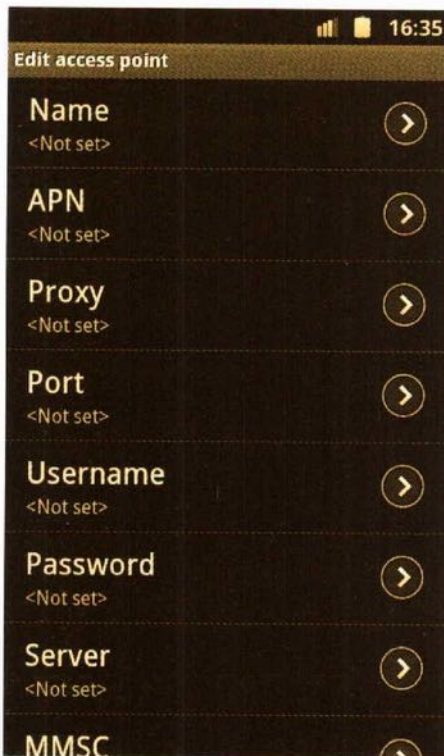 16:35
Edit access point
Name
<Not set>
APN
<Not set>
Proxy
<Not set>
Port
<Not set>
Username
<Not set>
Password
<Not set>
Server
<Not set>
MMSC